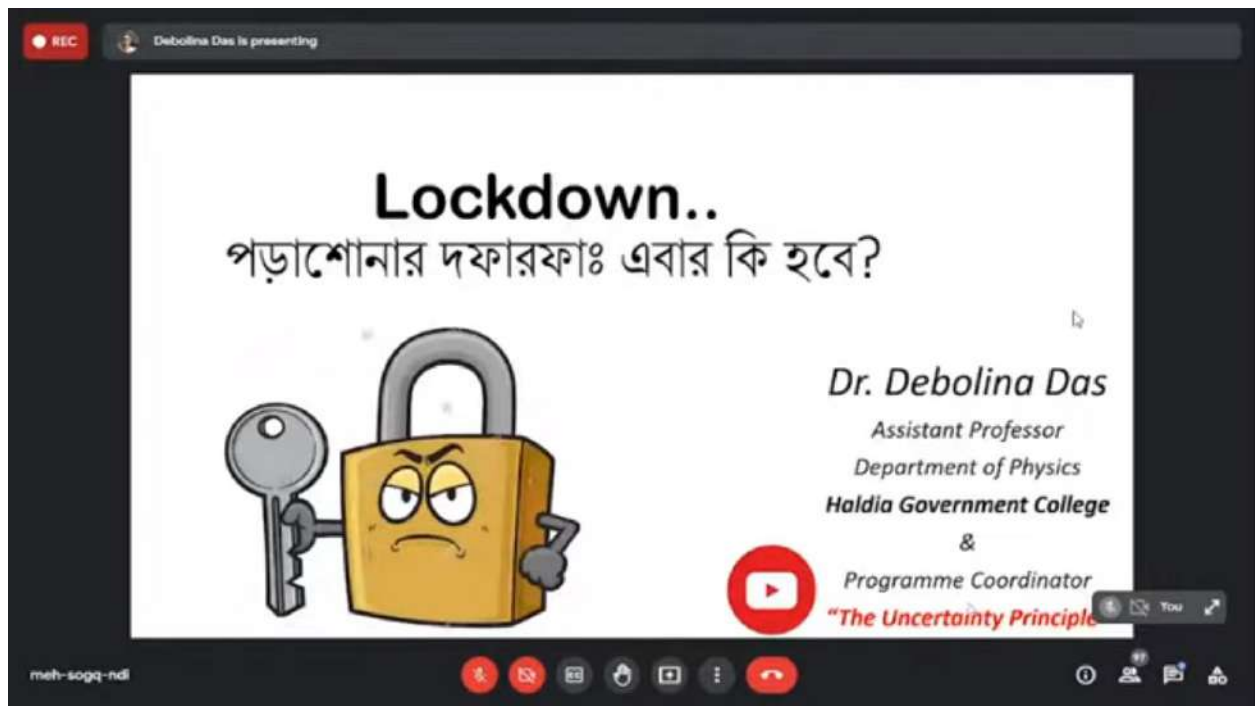 REC
Debolina Das is presenting
Lockdown..
পড়াশোনার দফারফাঃ এবার কি হবে?
Dr. Debolina Das
Assistant Professor
Department of Physics
Haldia Government College
&
Programme Coordinator
"The Uncertainty Principle
You
meh-sogq-ndi
97